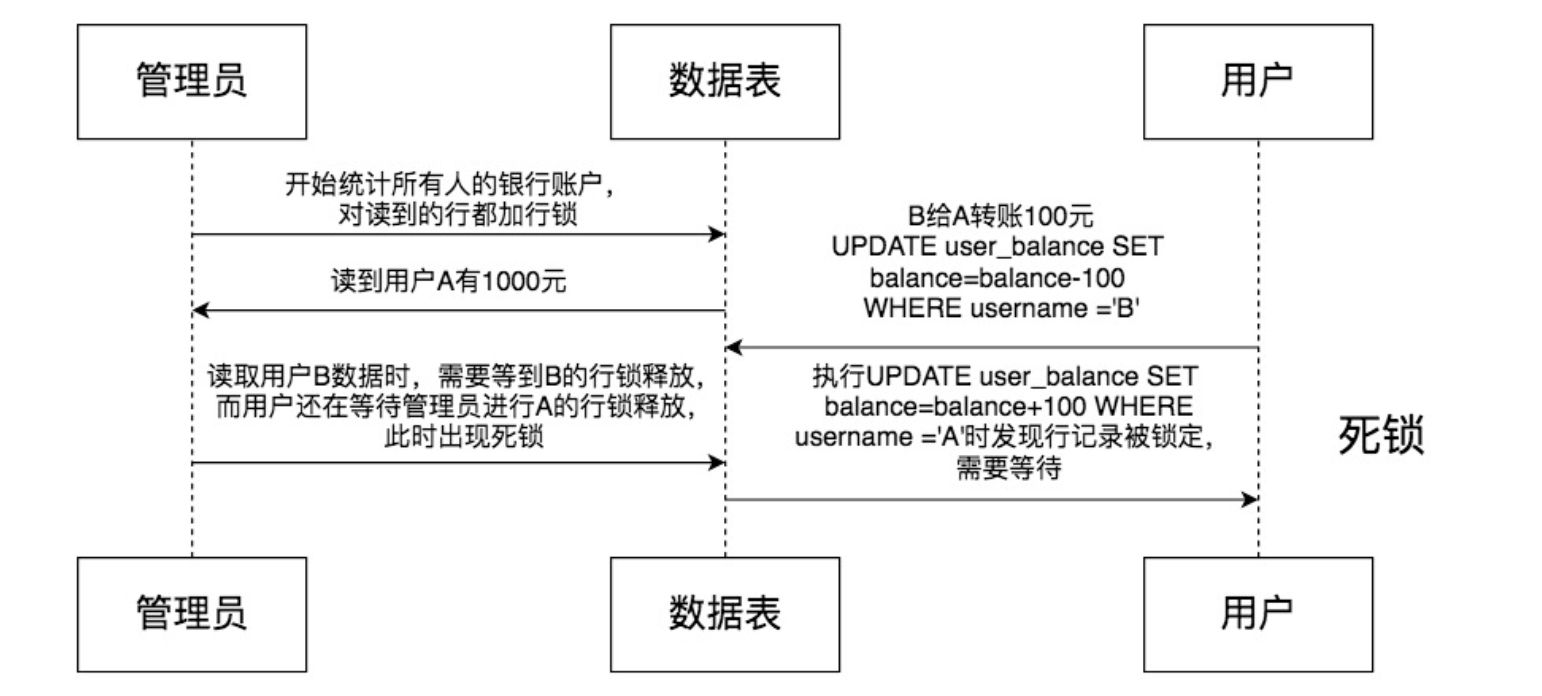 管理员
数据表
用户
开始统计所有人的银行账户，
对读到的行都加行锁
B给A转账100元
UPDATE user_balance SET
balance=balance-100
WHERE username ='B'
读到用户A有1000元
读取用户B数据时，需要等到B的行锁释放，
而用户还在等待管理员进行A的行锁释放，
此时出现死锁
执行UPDATE user_balance SET
balance=balance+100 WHERE
username ='A'时发现行记录被锁定，
需要等待
死锁
管理员
数据表
用户